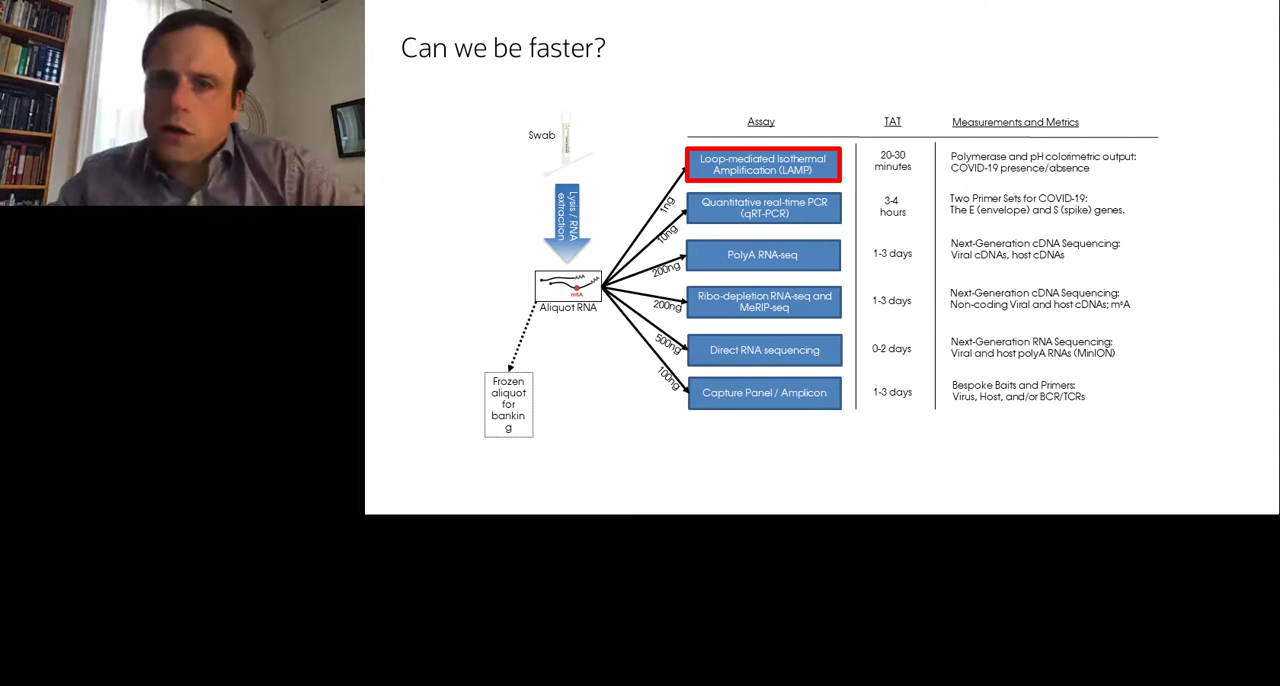 Can we be faster?
Swab
Lysis / RNA
extraction
m6A
AAA
AAA
Aliquot RNA
Frozen
aliquot
for
bankin
g
1ng
10ng
200ng
200ng
500ng
100ng
Assay
TAT
Measurements and Metrics
Loop-mediated Isothermal
Amplification (LAMP)
20-30
minutes
Polymerase and pH colorimetric output:
COVID-19 presence/absence
Quantitative real-time PCR
(qRT-PCR)
3-4
hours
Two Primer Sets for COVID-19:
The E (envelope) and S (spike) genes.
PolyA RNA-seq
1-3 days
Next-Generation cDNA Sequencing:
Viral cDNAs, host cDNAs
Ribo-depletion RNA-seq and
MeRIP-seq
1-3 days
Next-Generation cDNA Sequencing:
Non-coding Viral and host cDNAs; m⁶A
Direct RNA sequencing
0-2 days
Next-Generation RNA Sequencing:
Viral and host polyA RNAs (MinION)
Capture Panel / Amplicon
1-3 days
Bespoke Baits and Primers:
Virus, Host, and/or BCR/TCRs